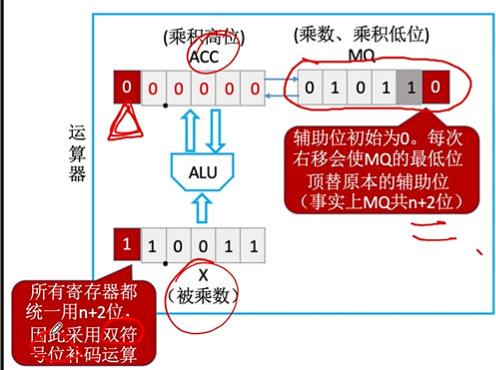 (乘积高位)
ACC
(乘数、乘积低位)
MQ
0 0 0 0 0 0
0 1 0 1 1 0
运算器
ALU
辅助位初始为0。每次
右移会使MQ的最低位
顶替原本的辅助位
（事实上MQ共n+2位）
1 1 0 0 1 1
X
（被乘数）
所有寄存器都
统一用n+2位，
因此采用双符
号位补码运算